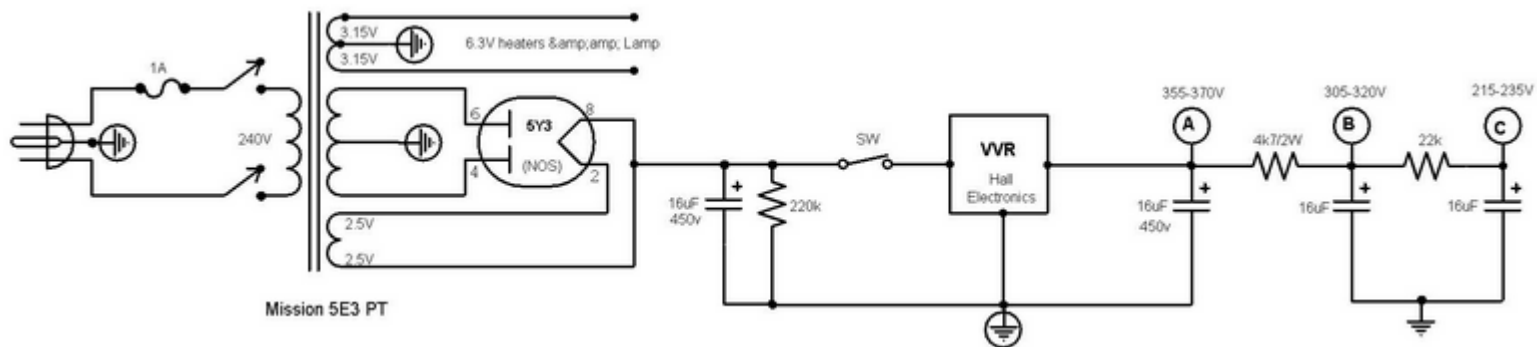 1A
240V
3.15V
3.15V
6.3V heaters &amp;amp; Lamp
6
4
5Y3
(NOS)
8
2
2.5V
2.5V
Mission 5E3 PT
+
16uF
450v
220k
SW
VVR
Hall
Electronics
355-370V
A
+
16uF
450v
4k7/2W
305-320V
B
+
16uF
22k
215-235V
C
+
16uF